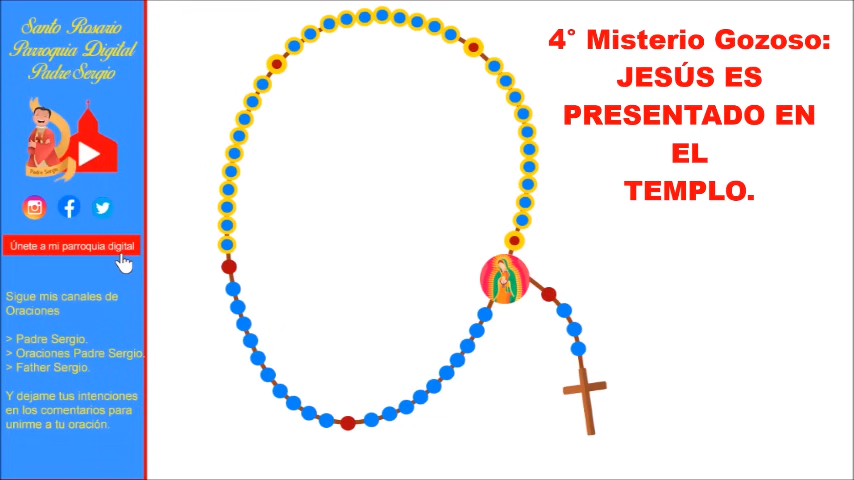 Santo Rosario
Parroquia Digital
Padre Sergio
Padre Sergio
Únete a mi parroquia digital
Sigue mis canales de
Oraciones
> Padre Sergio.
> Oraciones Padre Sergio.
> Father Sergio.
Y dejame tus intenciones
en los comentarios para
unirme a tu oración.
4° Misterio Gozoso:
JESÚS ES
PRESENTADO EN
EL
TEMPLO.